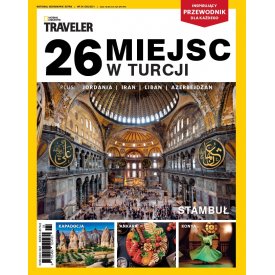 NATIONAL GEOGRAPHIC
TRAVELER
INSPIRUJĄCY
PRZEWODNIK
DLA KAŻDEGO
26 MIEJSC
W TURCJI
PLUS: JORDANIA | IRAN | LIBAN | AZERBEJDŻAN
STAMBUŁ
KAPADOCJA
ANKARA
KONYA